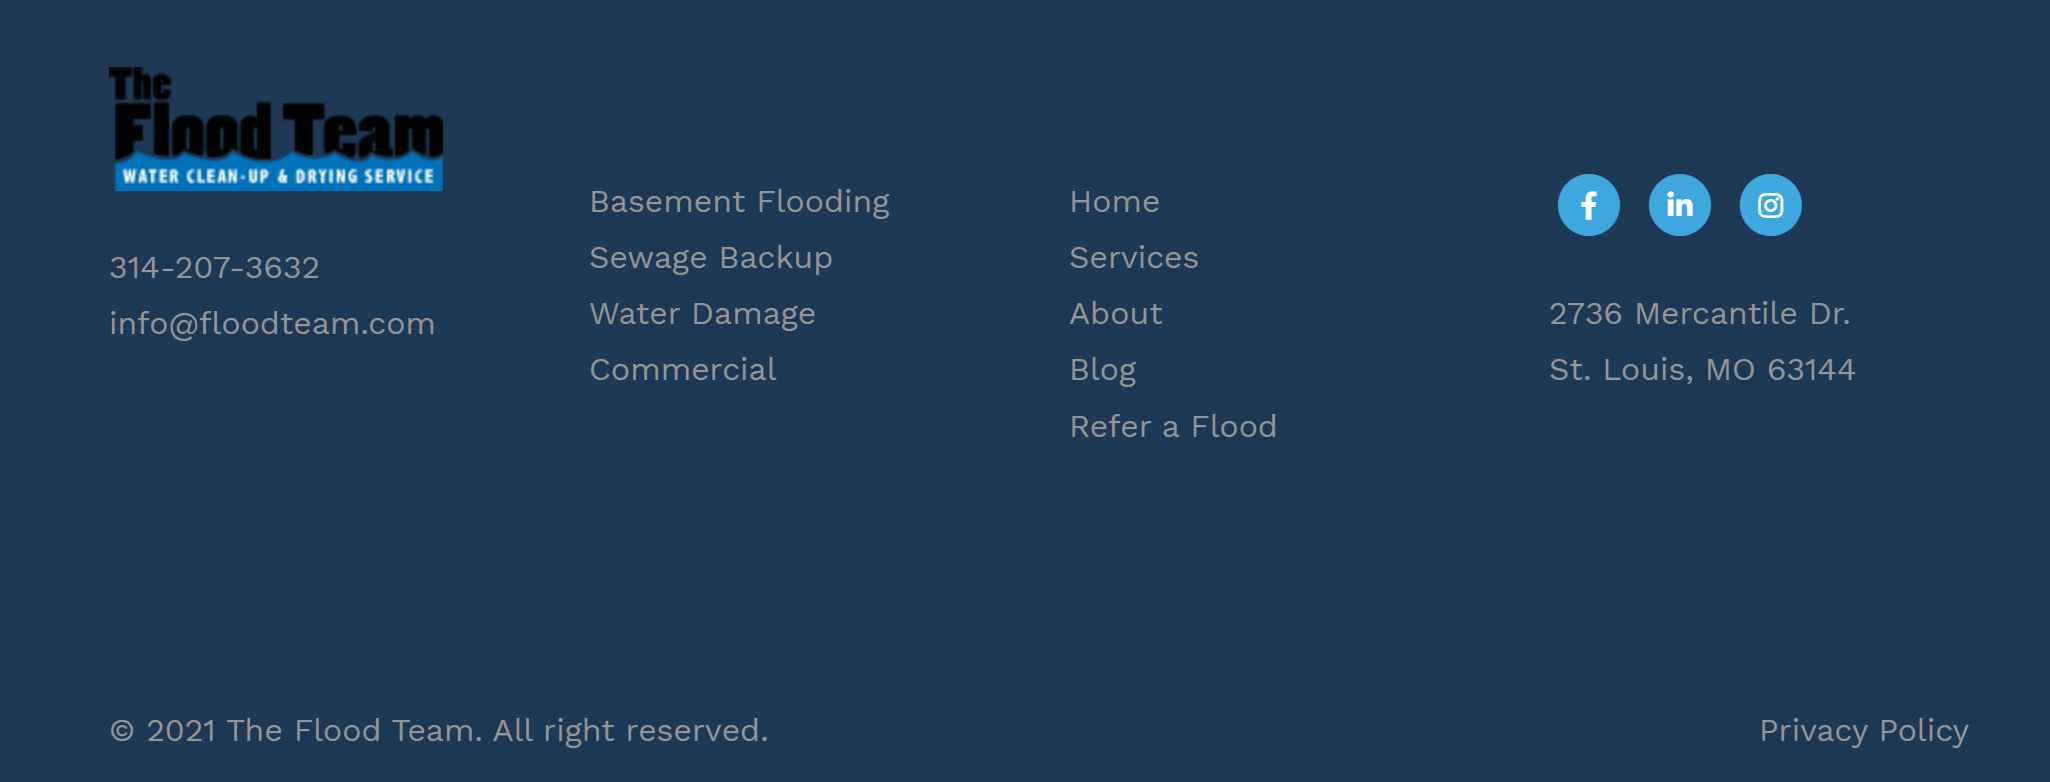 The
Flood Team
WATER CLEAN-UP & DRYING SERVICE
314-207-3632
info@floodteam.com
Basement Flooding
Sewage Backup
Water Damage
Commercial
Home
Services
About
Blog
Refer a Flood
2736 Mercantile Dr.
St. Louis, MO 63144
© 2021 The Flood Team. All right reserved.
Privacy Policy